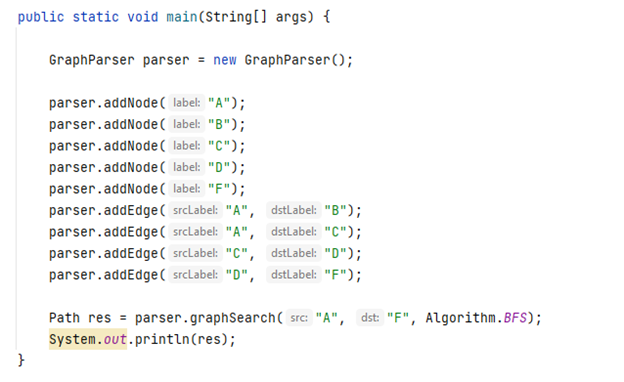 public static void main(String[] args) {
GraphParser parser = new GraphParser();
parser.addNode( label: "A");
parser.addNode( label: "B");
parser.addNode( label: "C");
parser.addNode( label: "D");
parser.addNode( label: "F");
parser.addEdge( srcLabel: "A", dstLabel: "B");
parser.addEdge( srcLabel: "A", dstLabel: "C");
parser.addEdge( srcLabel: "C", dstLabel: "D");
parser.addEdge( srcLabel: "D", dstLabel: "F");
Path res = parser.graphSearch( src: "A", dst: "F", Algorithm.BFS);
System.out.println(res);
}